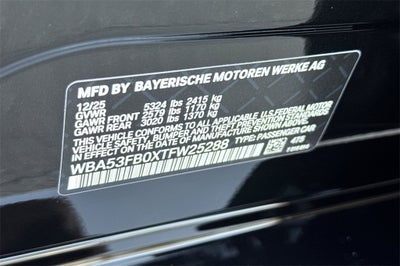 MFD BY BAYERISCHE MOTOREN WERKE AG
12/25
GVWR 5324 lbs 2415 kg
GAWR FRONT 2579 lbs 1170 kg
GAWR REAR 3020 lbs 1370 kg
THIS VEHICLE CONFORMS TO ALL APPLICABLE FEDERAL
MOTOR VEHICLE SAFETY, BUMPER AND THEFT PREVENTION
STANDARDS IN EFFECT ON THE DATE OF
MANUFACTURE SHOWN ABOVE.
WBA53FB0XTFW25288 TYPE: PASSENGER CAR
475